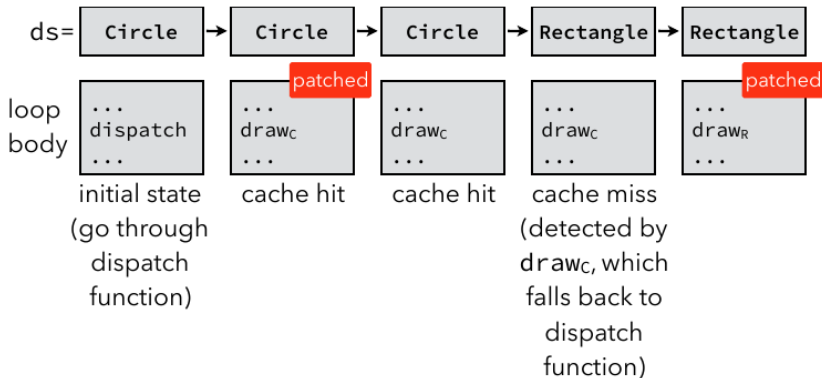 ds= Circle Circle Circle Rectangle Rectangle
patched patched
loop body
...
dispatch
...
...
drawC
...
...
drawC
...
...
drawC
...
...
drawR
...
initial state
(go through
dispatch
function)
cache hit
cache hit
cache miss
(detected by
drawC, which
falls back to
dispatch
function)